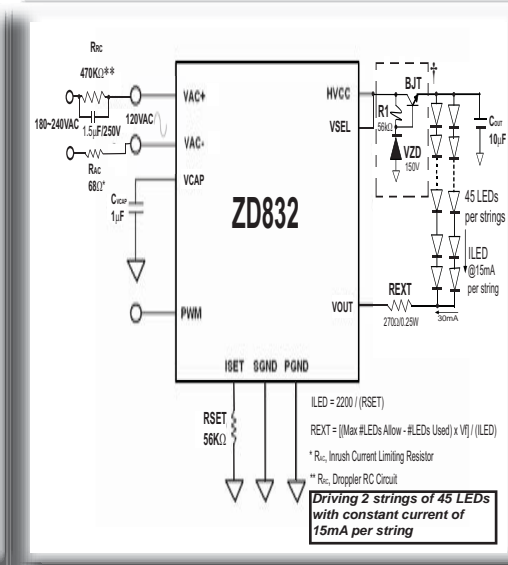 RRC
470KΩ**
180~240VAC
1.5µF/250V
120VAC
RAC
68Ω*
CVCAP
1µF
VAC+
VAC-
VCAP
PWM
ZD832
HVCC
VSEL
VOUT
ISET SGND PGND
RSET
56KΩ
BJT
†
R1
56kΩ
VZD
150V
COUT
10µF
45 LEDs
per strings
ILED
@15mA
per string
REXT
270Ω/0.25W
30mA
ILED = 2200 / (RSET)
REXT = [(Max #LEDs Allow - #LEDs Used) x Vf] / (ILED)
* RAC, Inrush Current Limiting Resistor
** RRC, Droppler RC Circuit
Driving 2 strings of 45 LEDs
with constant current of
15mA per string